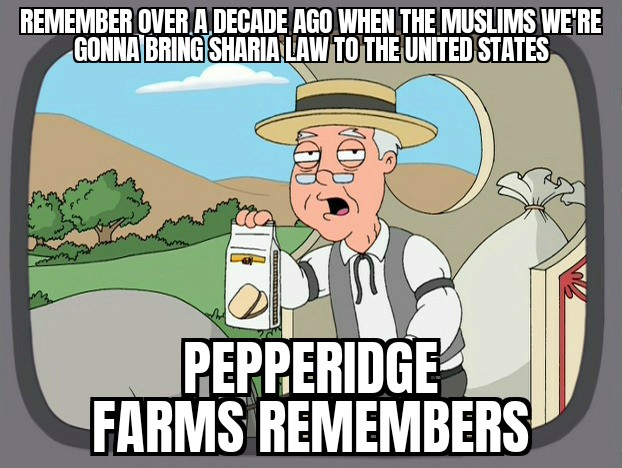 REMEMBER OVER A DECADE AGO WHEN THE MUSLIMS WE'RE
GONNA BRING SHARIA LAW TO THE UNITED STATES
PEPPERIDGE
FARMS REMEMBERS